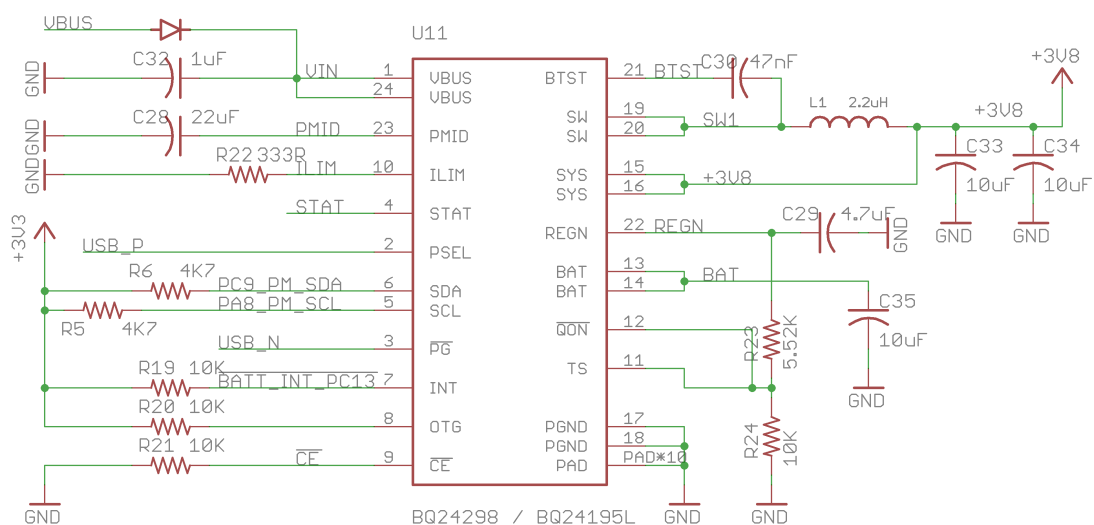 VBUS
U11
C32 1uF
GND
VIN
1 VBUS
24 VBUS
C28 22uF
GND
PMID
23 PMID
R22 333R
GND
ILIM
10 ILIM
STAT
4 STAT
+3V3
USB_P
2 PSEL
R6 4K7
PC9_PM_SDA
6 SDA
R5 4K7
PA8_PM_SCL
5 SCL
USB_N
3 PG
R19 10K
BATT_INT_PC13
7 INT
R20 10K
8 OTG
R21 10K
CE
9 CE
GND
BTST 21 BTST
C30 47nF
SW 19
SW 20
SW1
L1 2.2uH
+3V8
+3V8
C33
10uF
GND
C34
10uF
GND
SYS 15
SYS 16
+3V8
REGN 22 REGN
C29 4.7uF
GND
BAT 13
BAT 14
BAT
C35
10uF
GND
QON 12
R23
5.52K
TS 11
R24
10K
GND
PGND 17
PGND 18
PAD PAD*10
GND
BQ24298 / BQ24195L